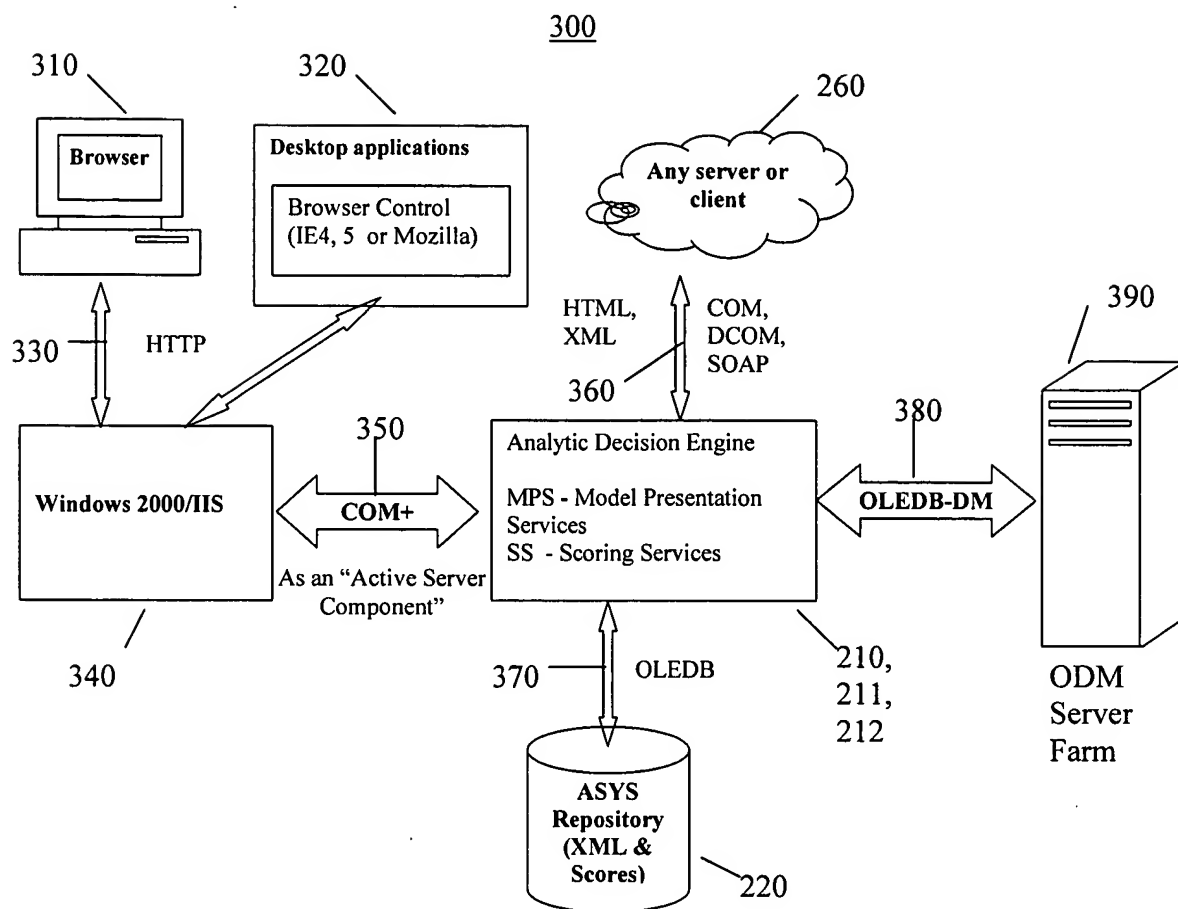 300
310
320
260
Browser
Desktop applications
Browser Control
(IE4, 5 or Mozilla)
Any server or
client
390
330
HTTP
HTML,
XML
COM,
DCOM,
SOAP
360
350
380
Windows 2000/IIS
COM+
As an “Active Server
Component”
Analytic Decision Engine
MPS - Model Presentation
Services
SS - Scoring Services
OLEDB-DM
340
370
OLEDB
210,
211,
212
ODM
Server
Farm
ASYS
Repository
(XML &
Scores)
220